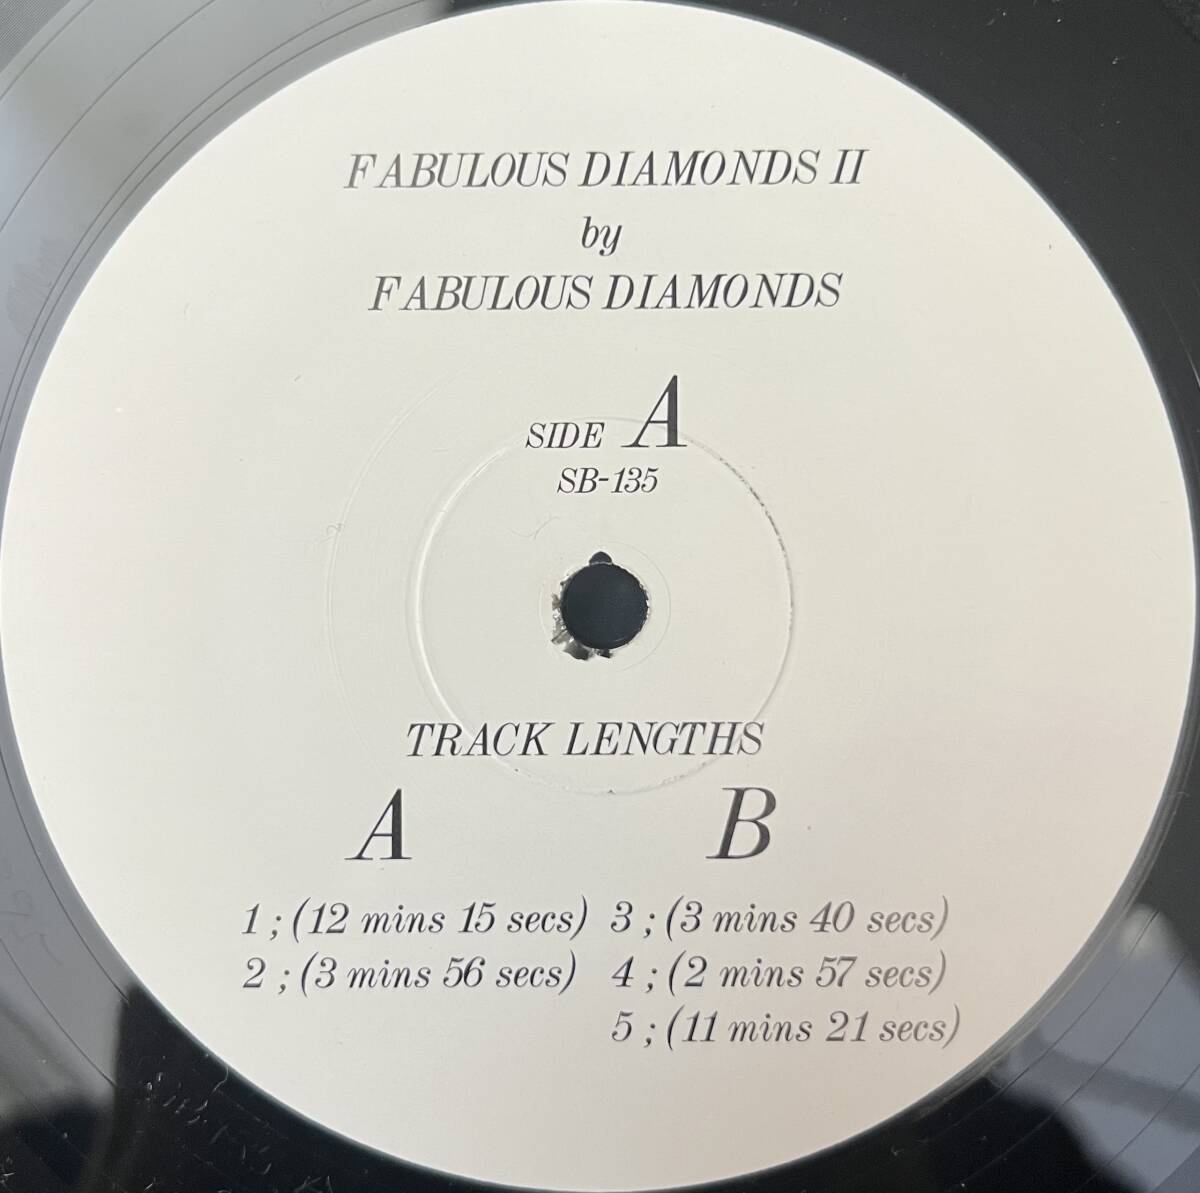 FABULOUS DIAMONDS II
by
FABULOUS DIAMONDS
SIDE A
SB-135
TRACK LENGTHS
A B
1 ; (12 mins 15 secs) 3 ; (3 mins 40 secs)
2 ; (3 mins 56 secs) 4 ; (2 mins 57 secs)
5 ; (11 mins 21 secs)